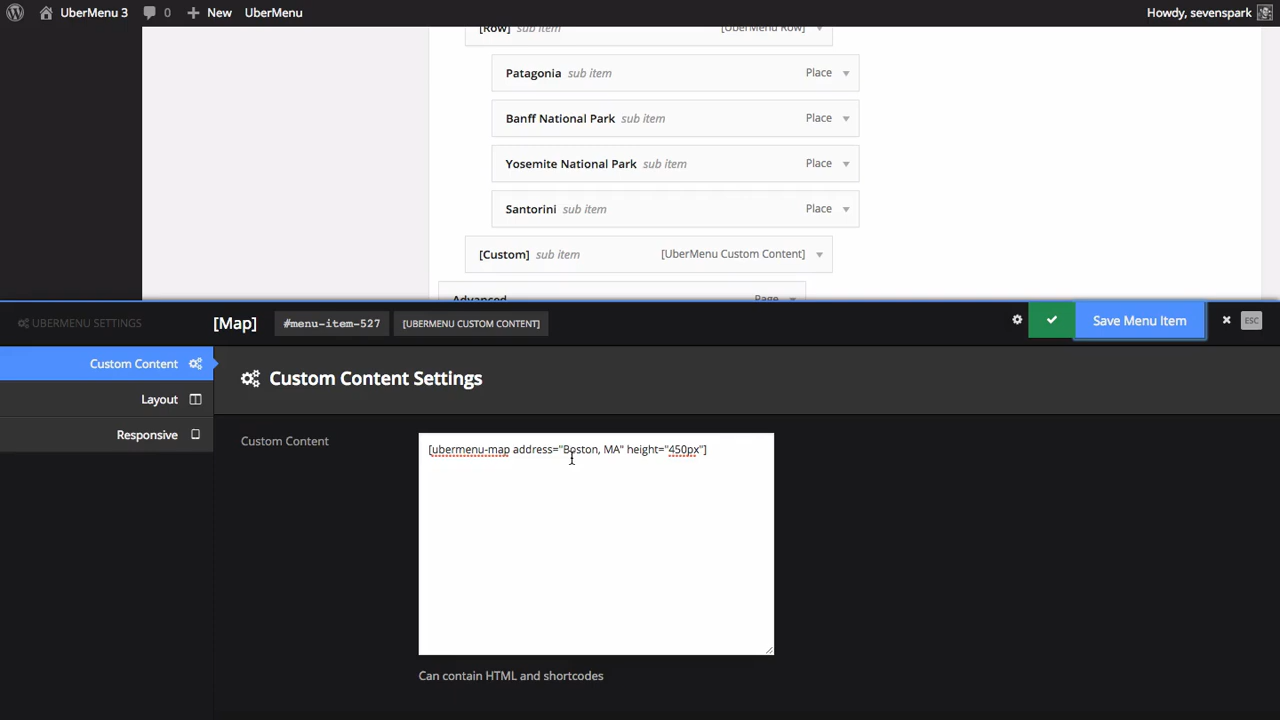 UberMenu 3 0 New UberMenu Howdy, sevenspark
[Row] sub item [UberMenu Row]
Patagonia sub item Place
Banff National Park sub item Place
Yosemite National Park sub item Place
Santorini sub item Place
[Custom] sub item [UberMenu Custom Content]
Advanced Page
UBERMENU SETTINGS [Map] #menu-item-527 [UBERMENU CUSTOM CONTENT] Save Menu Item ESC
Custom Content
Layout
Responsive
Custom Content Settings
Custom Content
[ubermenu-map address="Boston, MA" height="450px"]
Can contain HTML and shortcodes